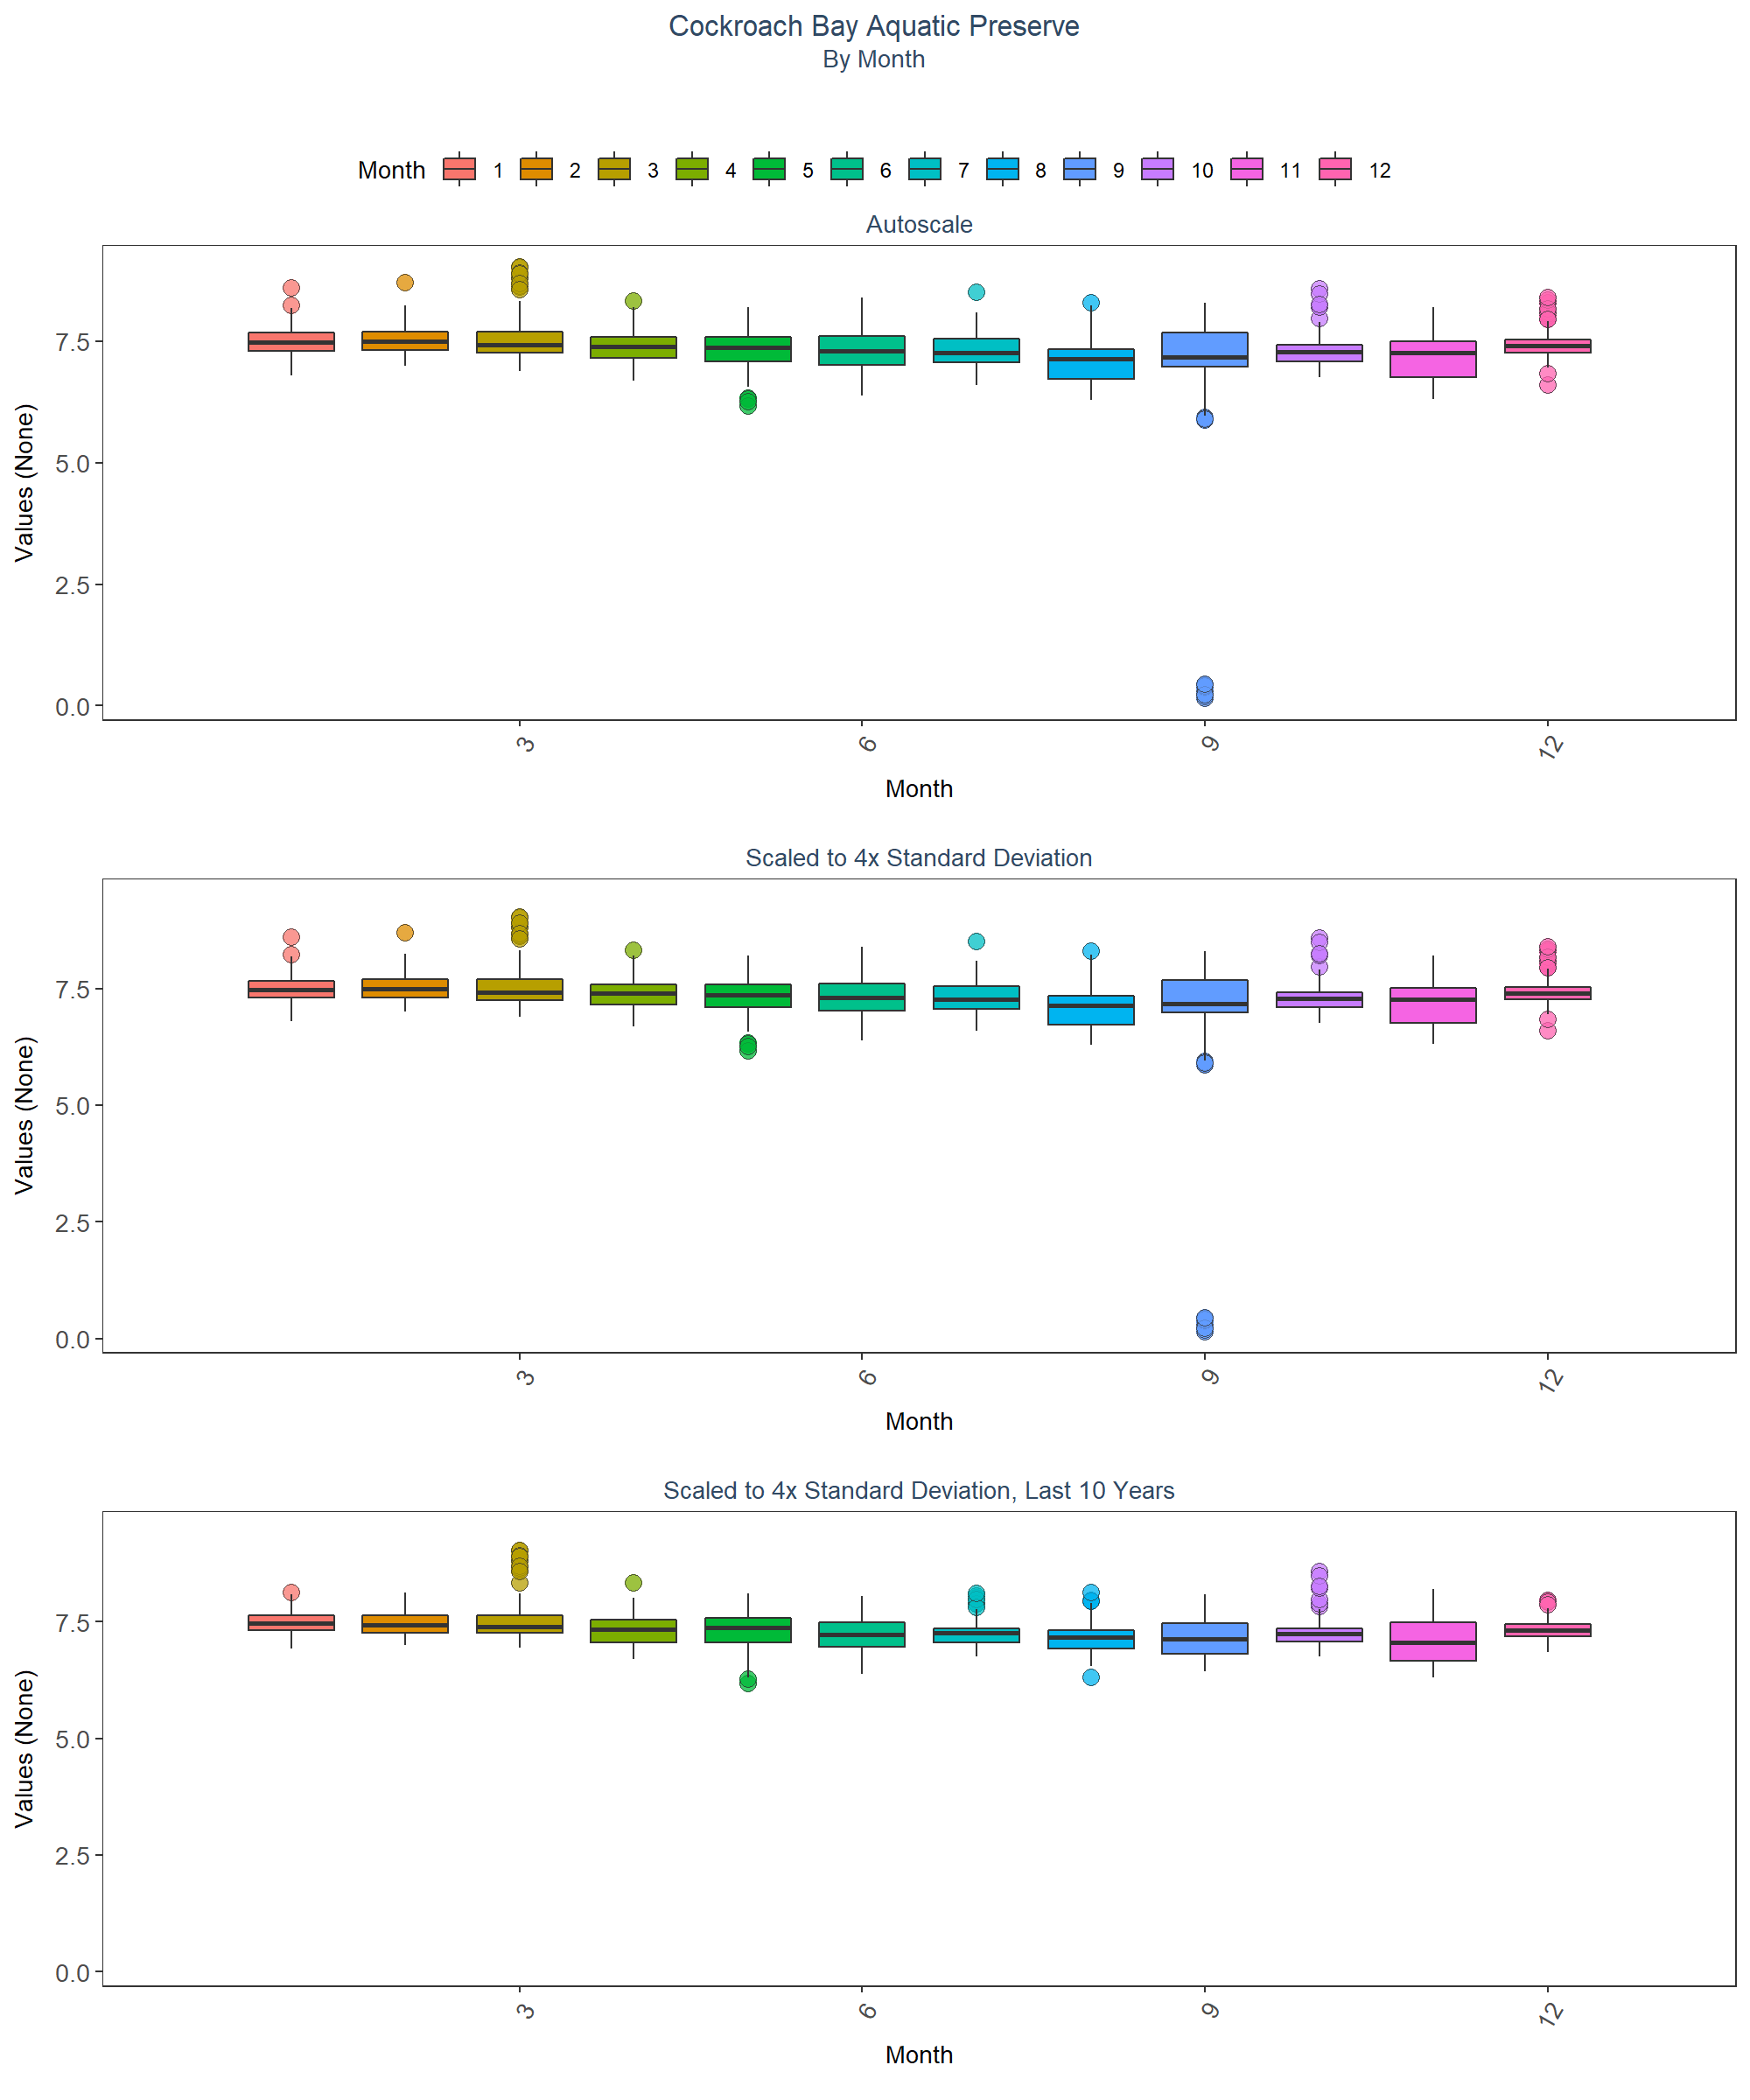 Cockroach Bay Aquatic Preserve
By Month
Month 1 2 3 4 5 6 7 8 9 10 11 12
Autoscale
Values (None)
7.5
5.0
2.5
0.0
3 6 9 12
Month
Scaled to 4x Standard Deviation
Values (None)
7.5
5.0
2.5
0.0
3 6 9 12
Month
Scaled to 4x Standard Deviation, Last 10 Years
Values (None)
7.5
5.0
2.5
0.0
3 6 9 12
Month